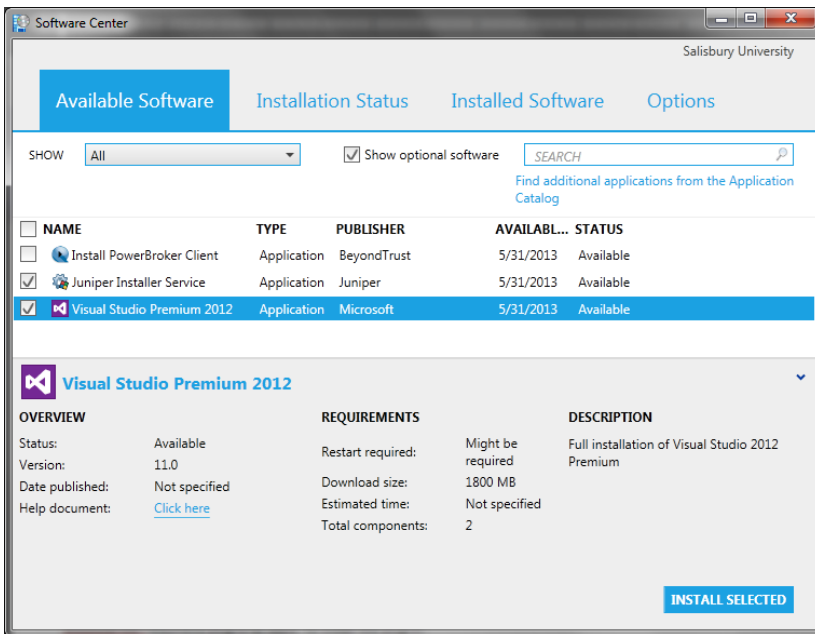 Software Center
Salisbury University
Available Software Installation Status Installed Software Options
SHOW All Show optional software SEARCH
Find additional applications from the Application
Catalog
NAME TYPE PUBLISHER AVAILABL... STATUS
Install PowerBroker Client Application BeyondTrust 5/31/2013 Available
Juniper Installer Service Application Juniper 5/31/2013 Available
Visual Studio Premium 2012 Application Microsoft 5/31/2013 Available
Visual Studio Premium 2012
OVERVIEW
Status: Available
Version: 11.0
Date published: Not specified
Help document: Click here
REQUIREMENTS
Restart required: Might be
required
Download size: 1800 MB
Estimated time: Not specified
Total components: 2
DESCRIPTION
Full installation of Visual Studio 2012
Premium
INSTALL SELECTED